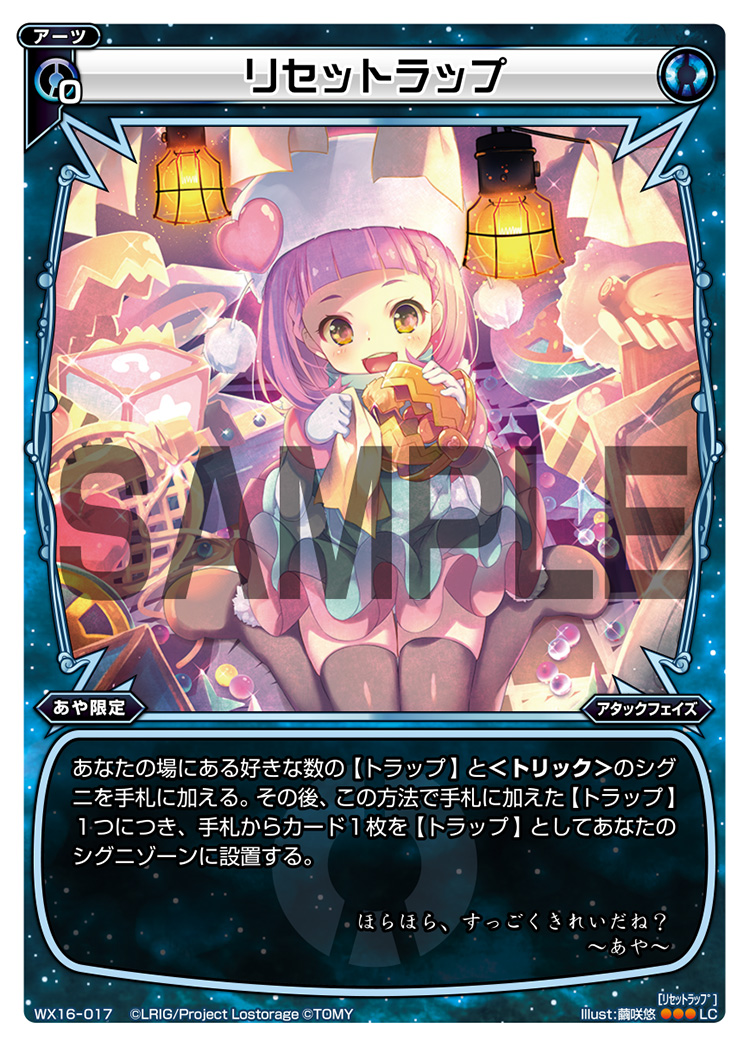 アーツ
0
リセットラップ
SAMPLE
あや限定
アタックフェイズ
あなたの場にある好きな数の【トラップ】と<トリック>のシグ
ニを手札に加える。その後、この方法で手札に加えた【トラップ】
1つにつき、手札からカード1枚を【トラップ】としてあなたの
シグニゾーンに設置する。
ほらほら、すっごくきれいだね？
～あや～
[リセットラップ]
WX16-017 ©LRIG/Project Lostorage ©TOMY Illust:繭咲悠 LC